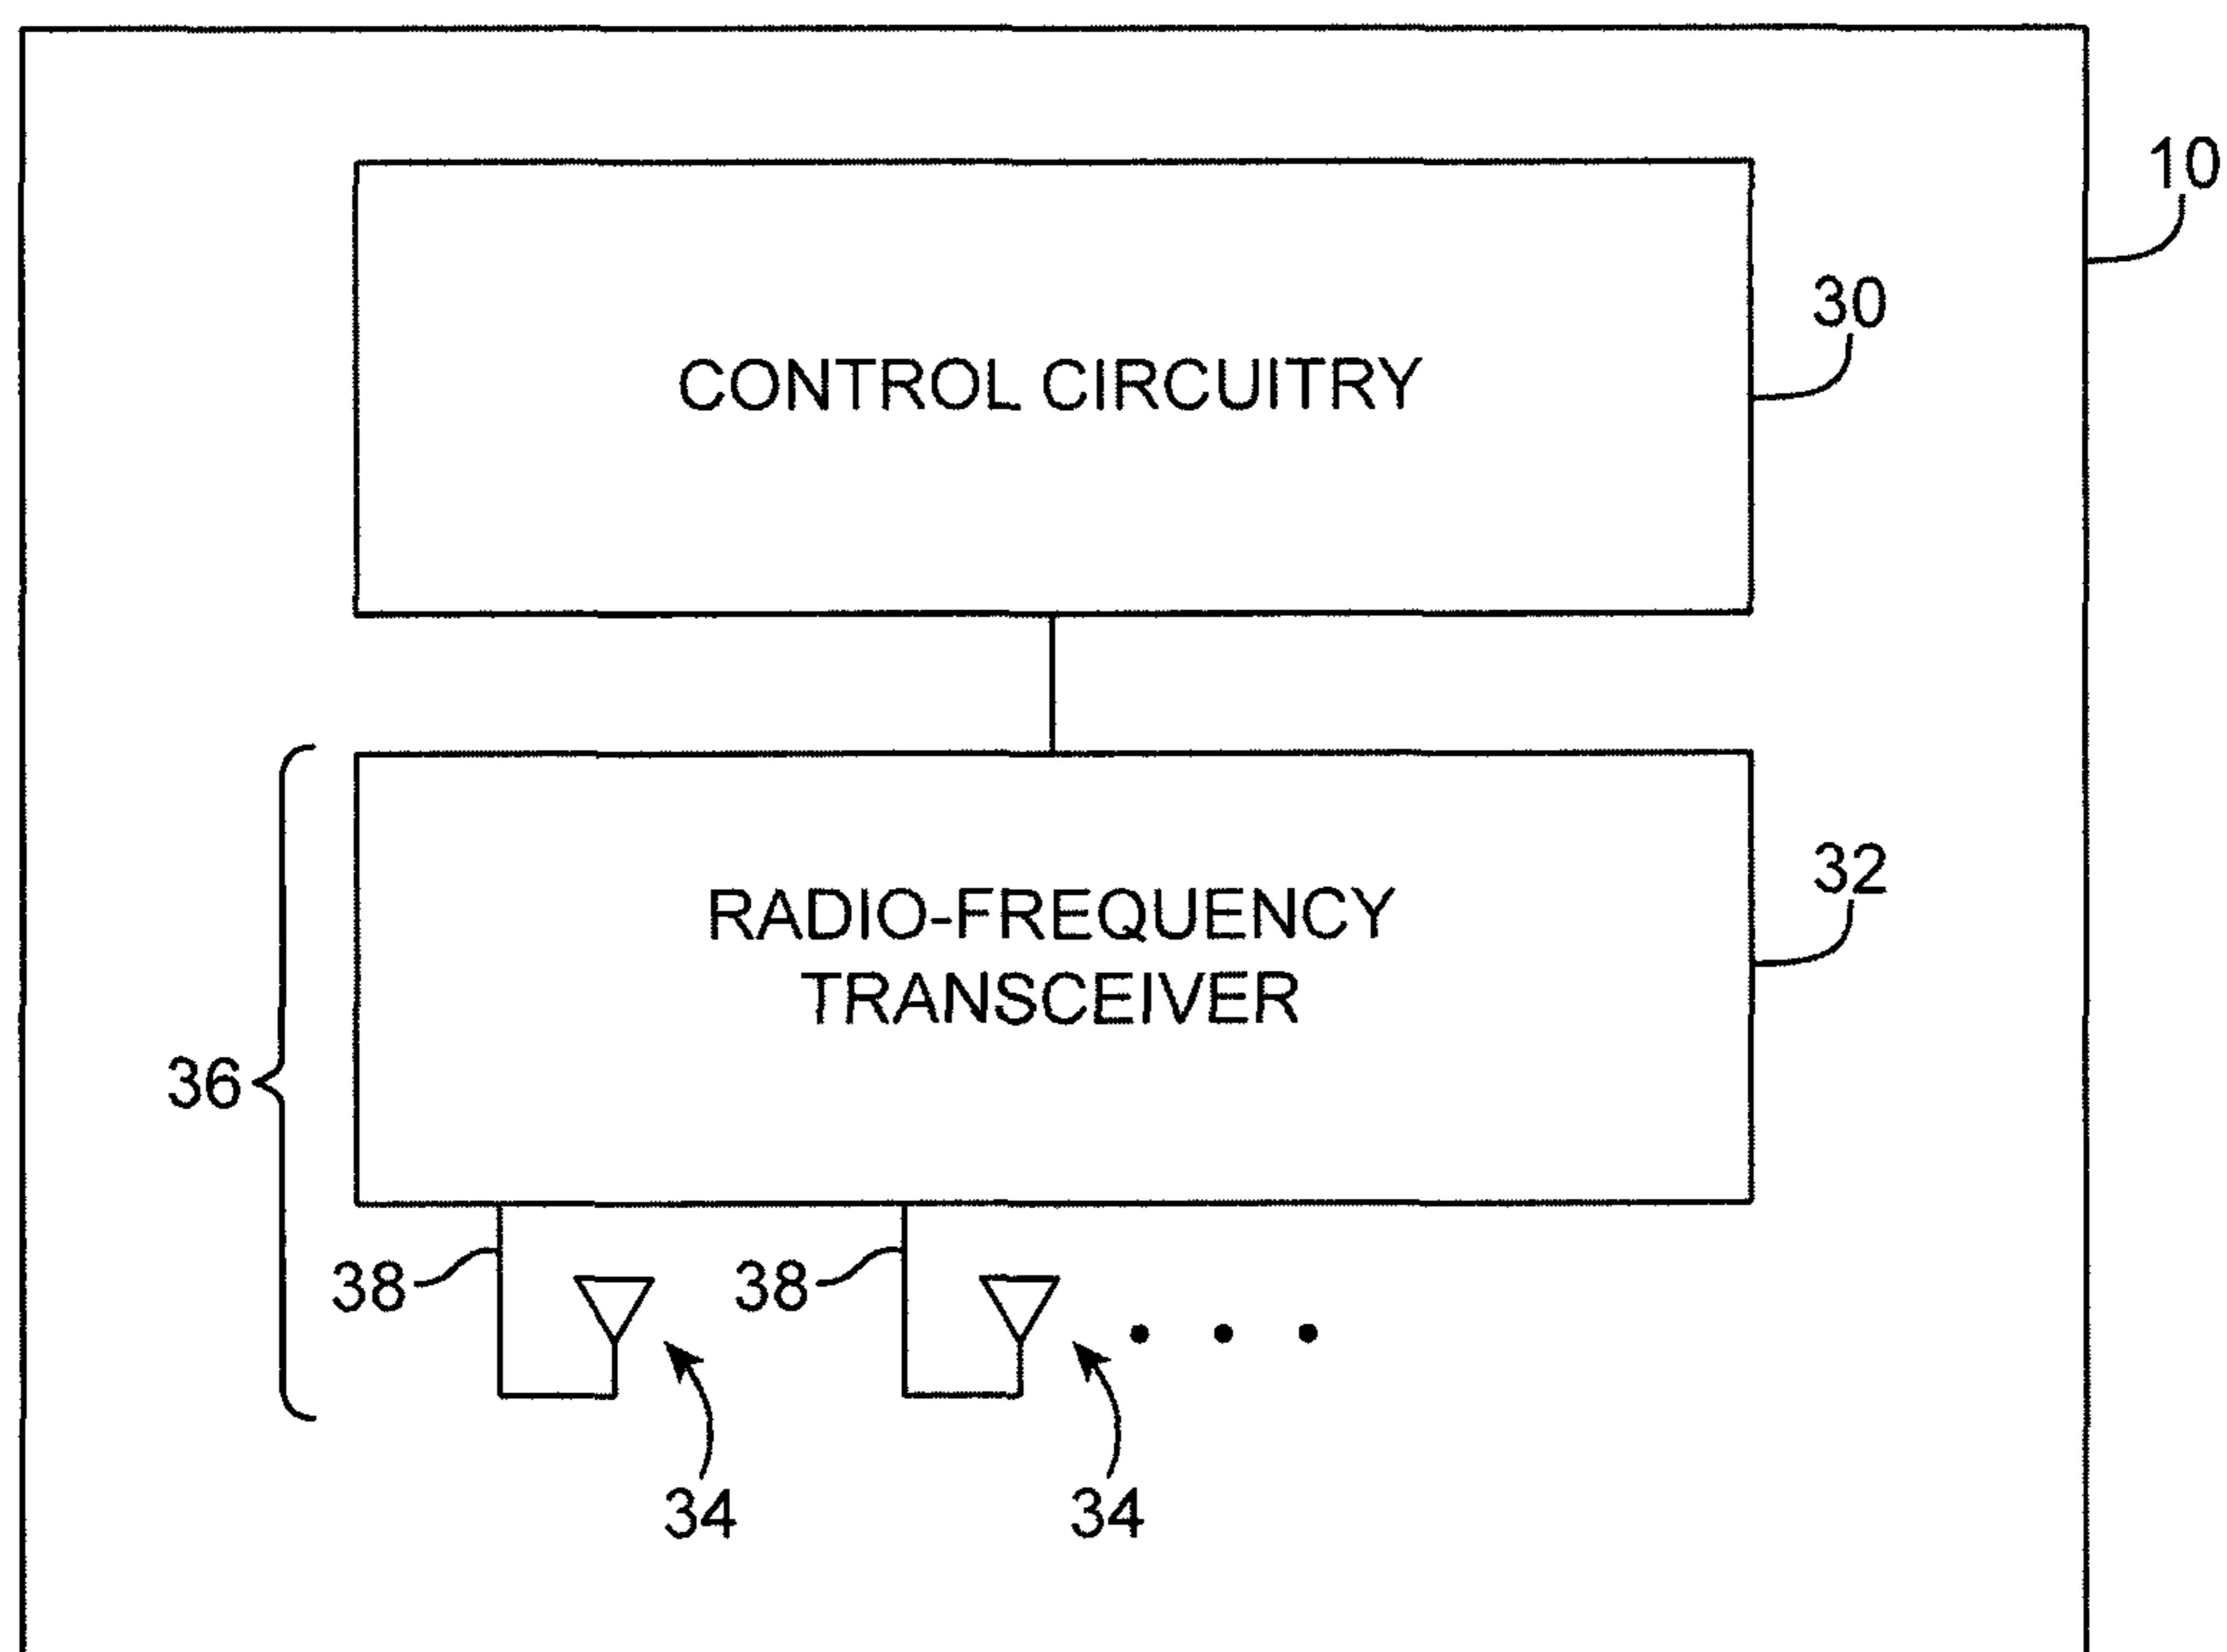 10
30
CONTROL CIRCUITRY
32
RADIO-FREQUENCY
TRANSCEIVER
36
38
38
34
34